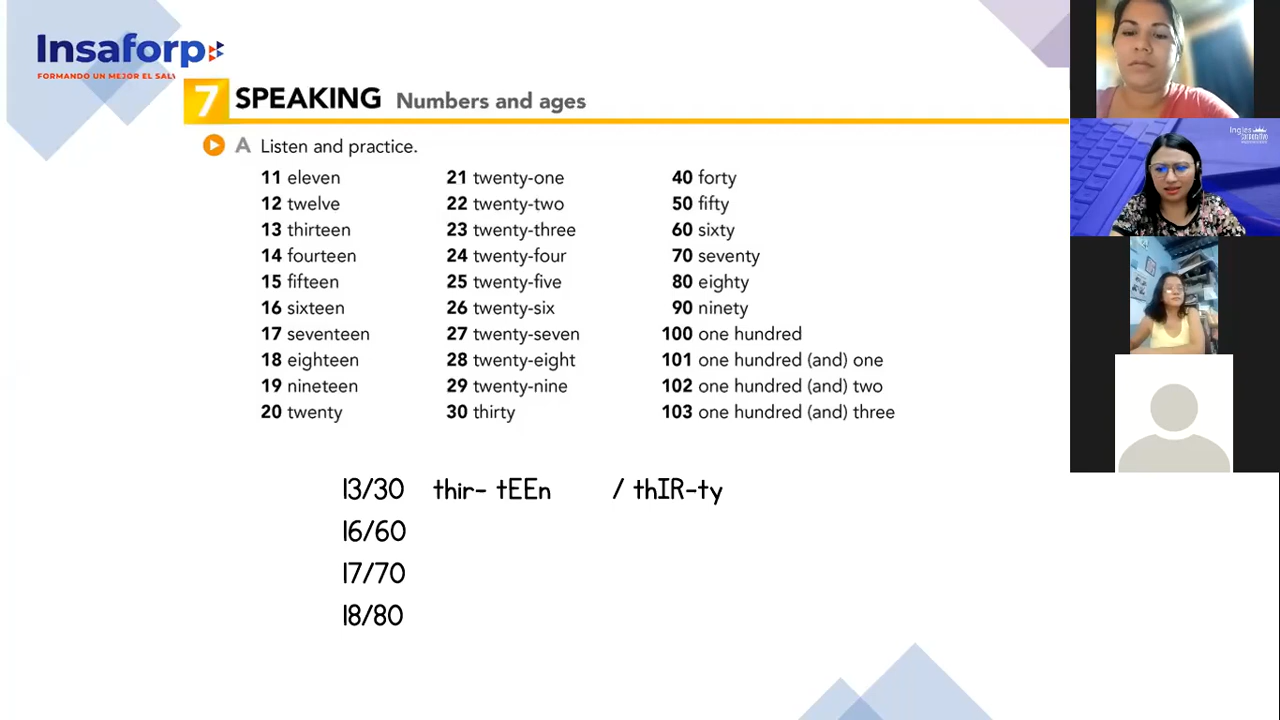 Insaforp
FORMANDO UN MEJOR EL SALV
7 SPEAKING Numbers and ages
A Listen and practice.
11 eleven
12 twelve
13 thirteen
14 fourteen
15 fifteen
16 sixteen
17 seventeen
18 eighteen
19 nineteen
20 twenty
21 twenty-one
22 twenty-two
23 twenty-three
24 twenty-four
25 twenty-five
26 twenty-six
27 twenty-seven
28 twenty-eight
29 twenty-nine
30 thirty
40 forty
50 fifty
60 sixty
70 seventy
80 eighty
90 ninety
100 one hundred
101 one hundred (and) one
102 one hundred (and) two
103 one hundred (and) three
13/30 thir- tEEn / thIR-ty
16/60
17/70
18/80
Ingles